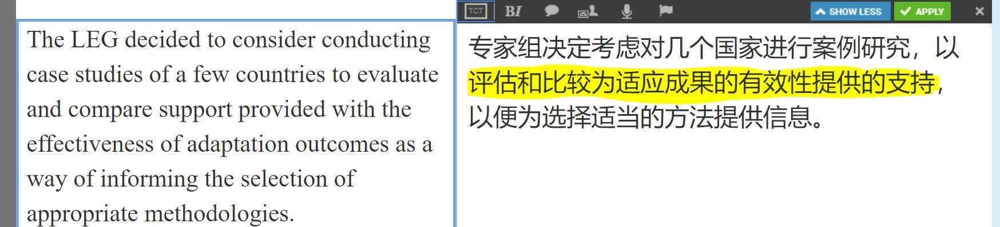 TCT BI SHOW LESS APPLY
The LEG decided to consider conducting
case studies of a few countries to evaluate
and compare support provided with the
effectiveness of adaptation outcomes as a
way of informing the selection of
appropriate methodologies.
专家组决定考虑对几个国家进行案例研究，以
评估和比较为适应成果的有效性提供的支持，
以便为选择适当的方法提供信息。